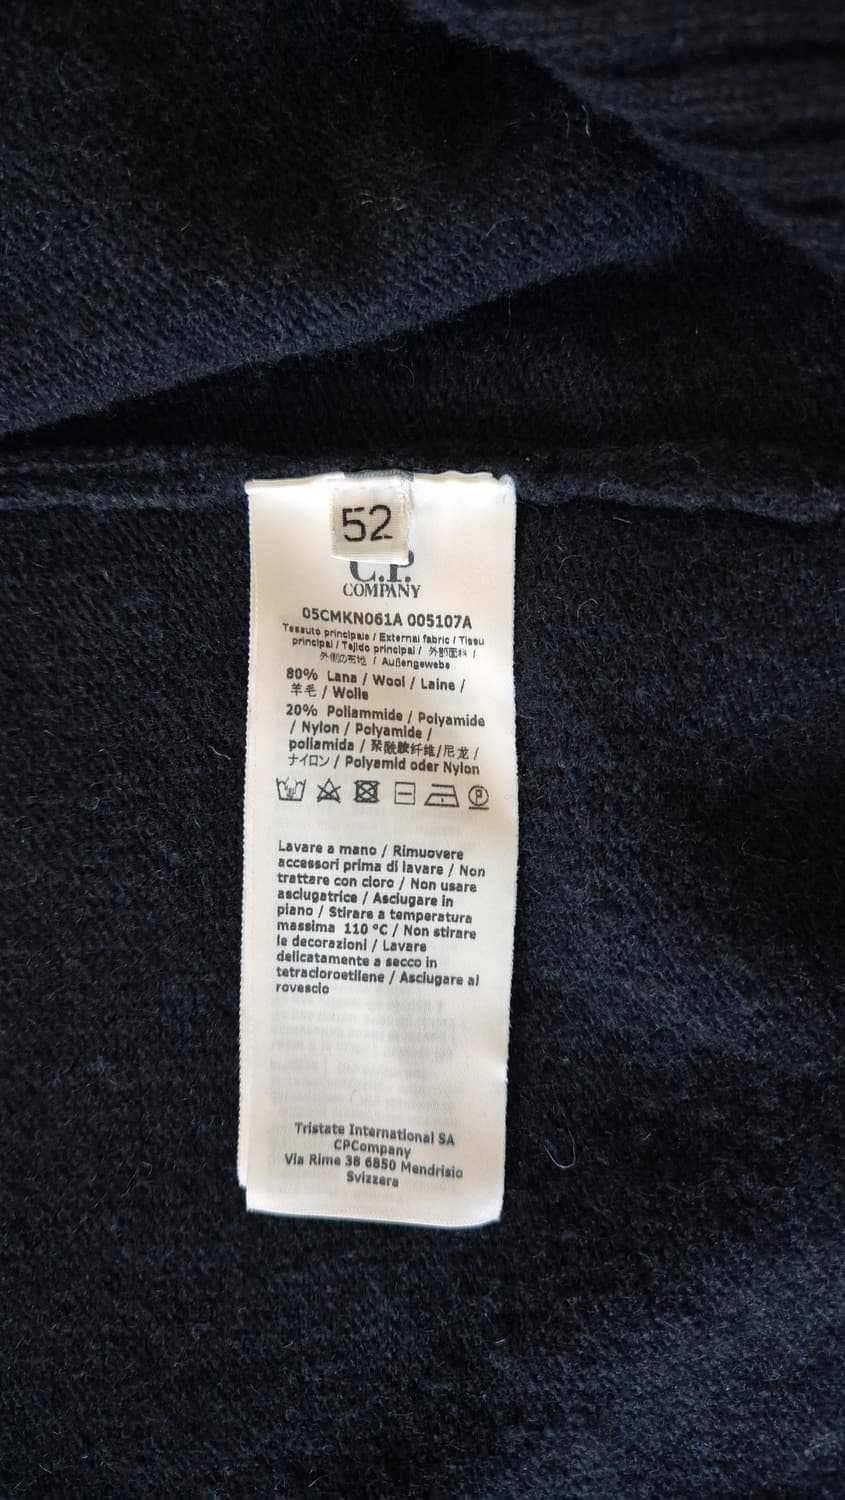 52
C.P.
COMPANY
05CMKN061A 005107A
Tessuto principale / External fabric / Tissu
principal / Tejido principal / 外部面料 /
外側の布地 / Außengewebe
80% Lana / Wool / Laine /
羊毛 / Wolle
20% Poliammide / Polyamide
/ Nylon / Polyamide /
poliamida / 聚酰胺纤维/尼龙 /
ナイロン / Polyamid oder Nylon
P
Lavare a mano / Rimuovere
accessori prima di lavare / Non
trattare con cloro / Non usare
asciugatrice / Asciugare in
piano / Stirare a temperatura
massima 110 °C / Non stirare
le decorazioni / Lavare
delicatamente a secco in
tetracloroetilene / Asciugare al
rovescio
Tristate International SA
CPCompany
Via Rime 38 6850 Mendrisio
Svizzera